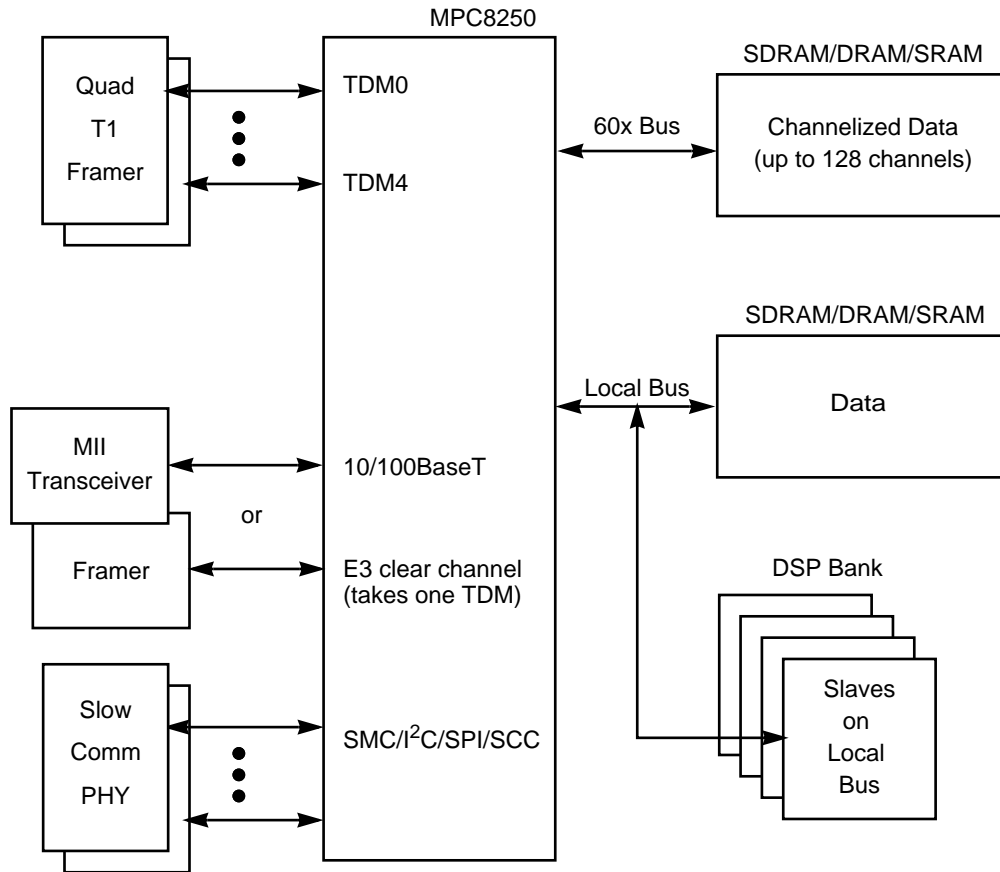 MPC8250
Quad
T1
Framer
TDM0
TDM4
60x Bus
SDRAM/DRAM/SRAM
Channelized Data
(up to 128 channels)
SDRAM/DRAM/SRAM
Local Bus
Data
MII
Transceiver
10/100BaseT
or
Framer
E3 clear channel
(takes one TDM)
DSP Bank
Slaves
on
Local
Bus
Slow
Comm
PHY
SMC/I²C/SPI/SCC